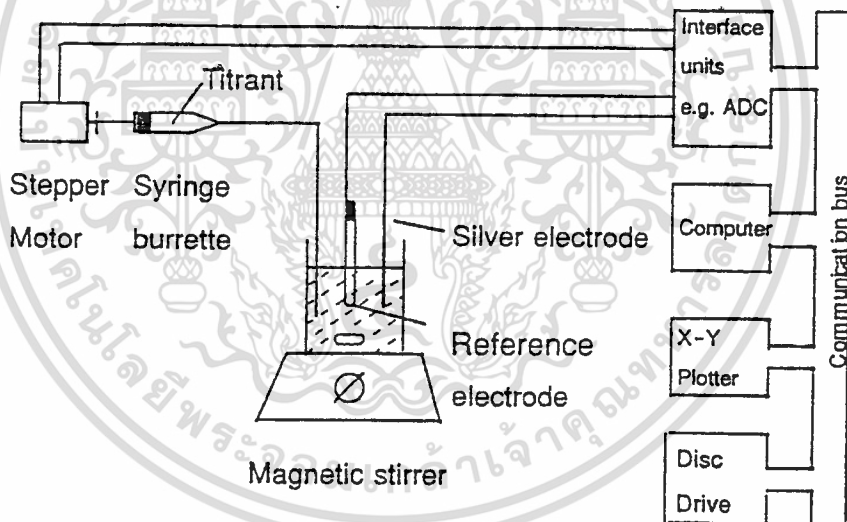 Interface
units
e.g. ADC
Titrant
Stepper
Motor
Syringe
burrette
Silver electrode
Computer
Communication bus
Reference
electrode
X-Y
Plotter
Magnetic stirrer
Disc
Drive